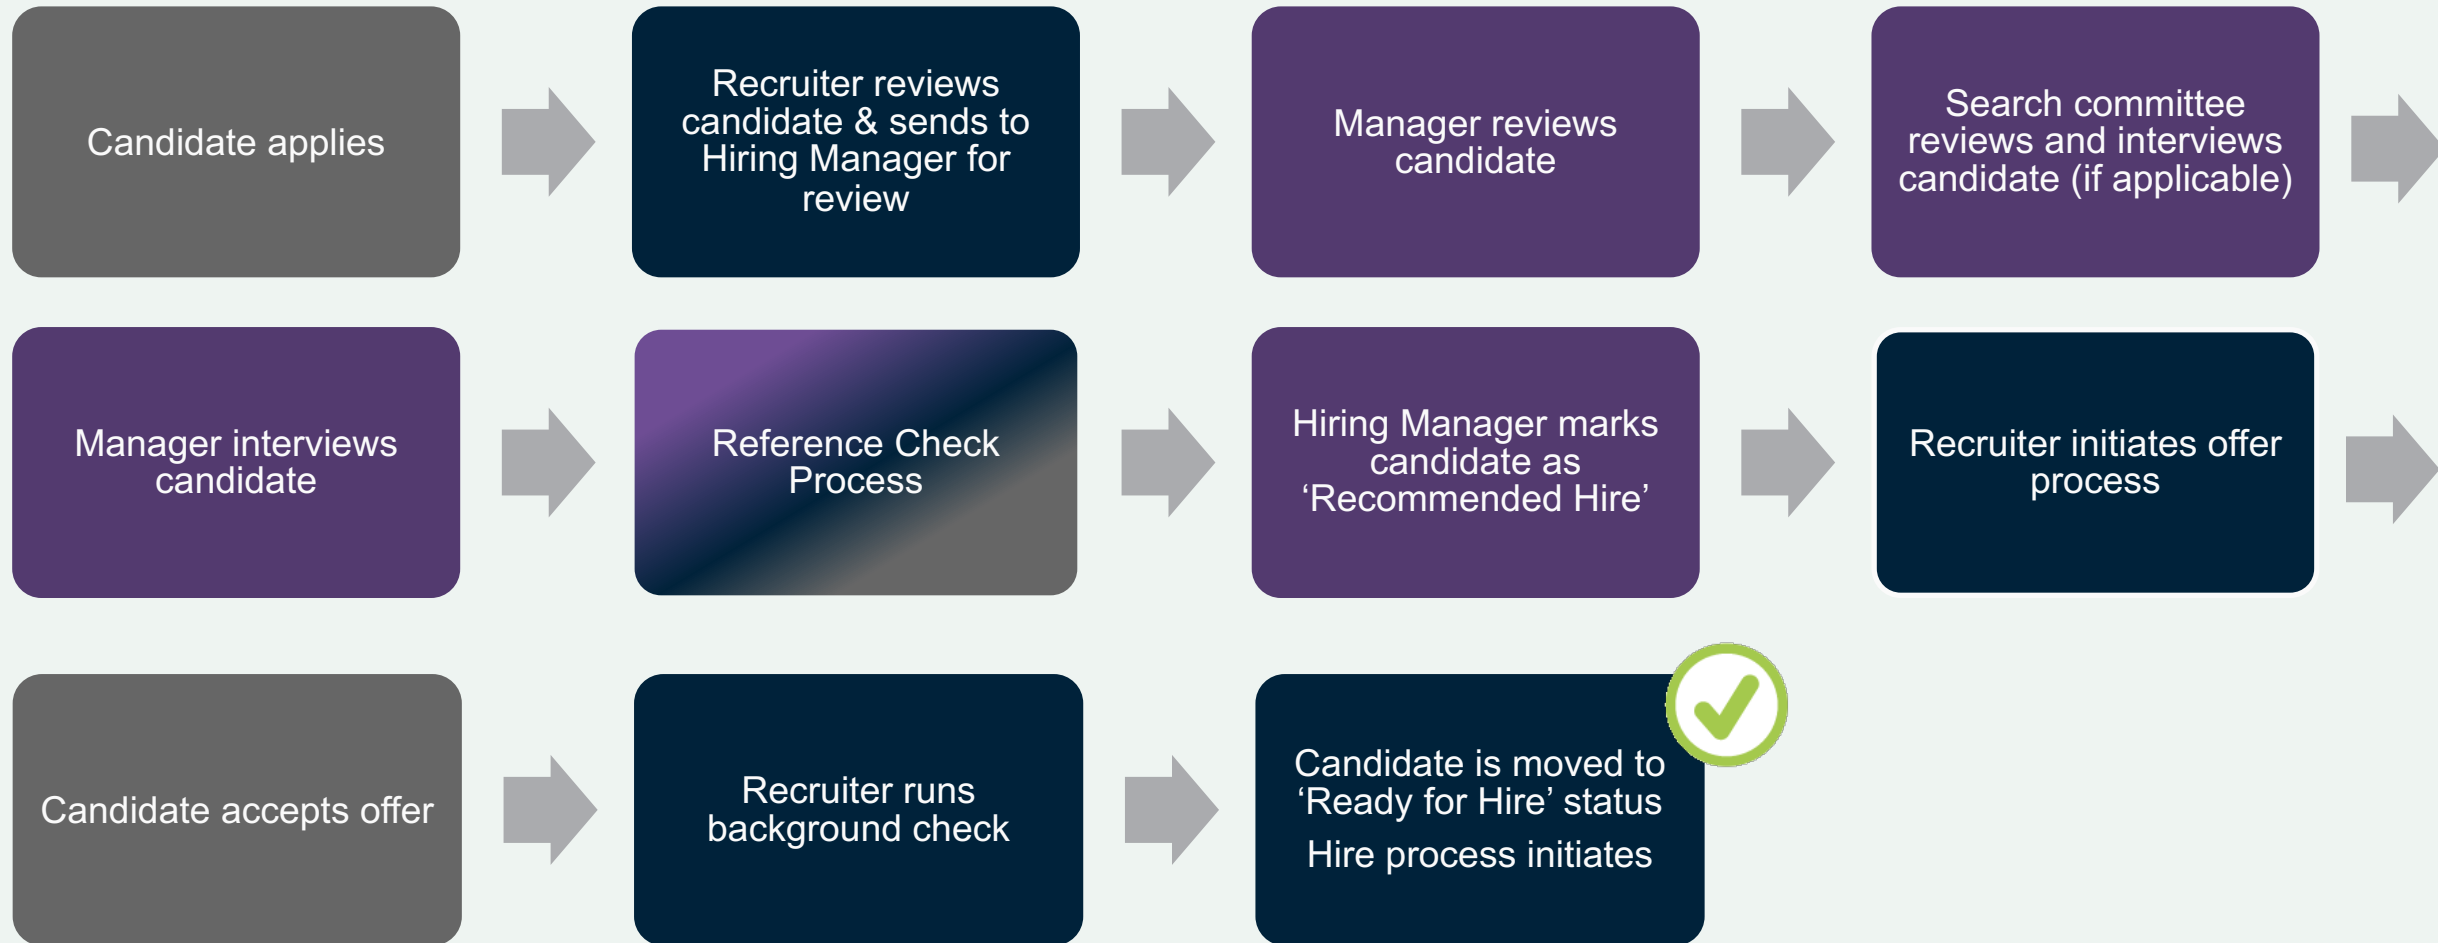 Candidate applies
Recruiter reviews
candidate & sends to
Hiring Manager for
review
Manager reviews
candidate
Search committee
reviews and interviews
candidate (if applicable)
Manager interviews
candidate
Reference Check
Process
Hiring Manager marks
candidate as
‘Recommended Hire’
Recruiter initiates offer
process
Candidate accepts offer
Recruiter runs
background check
Candidate is moved to
‘Ready for Hire’ status
Hire process initiates